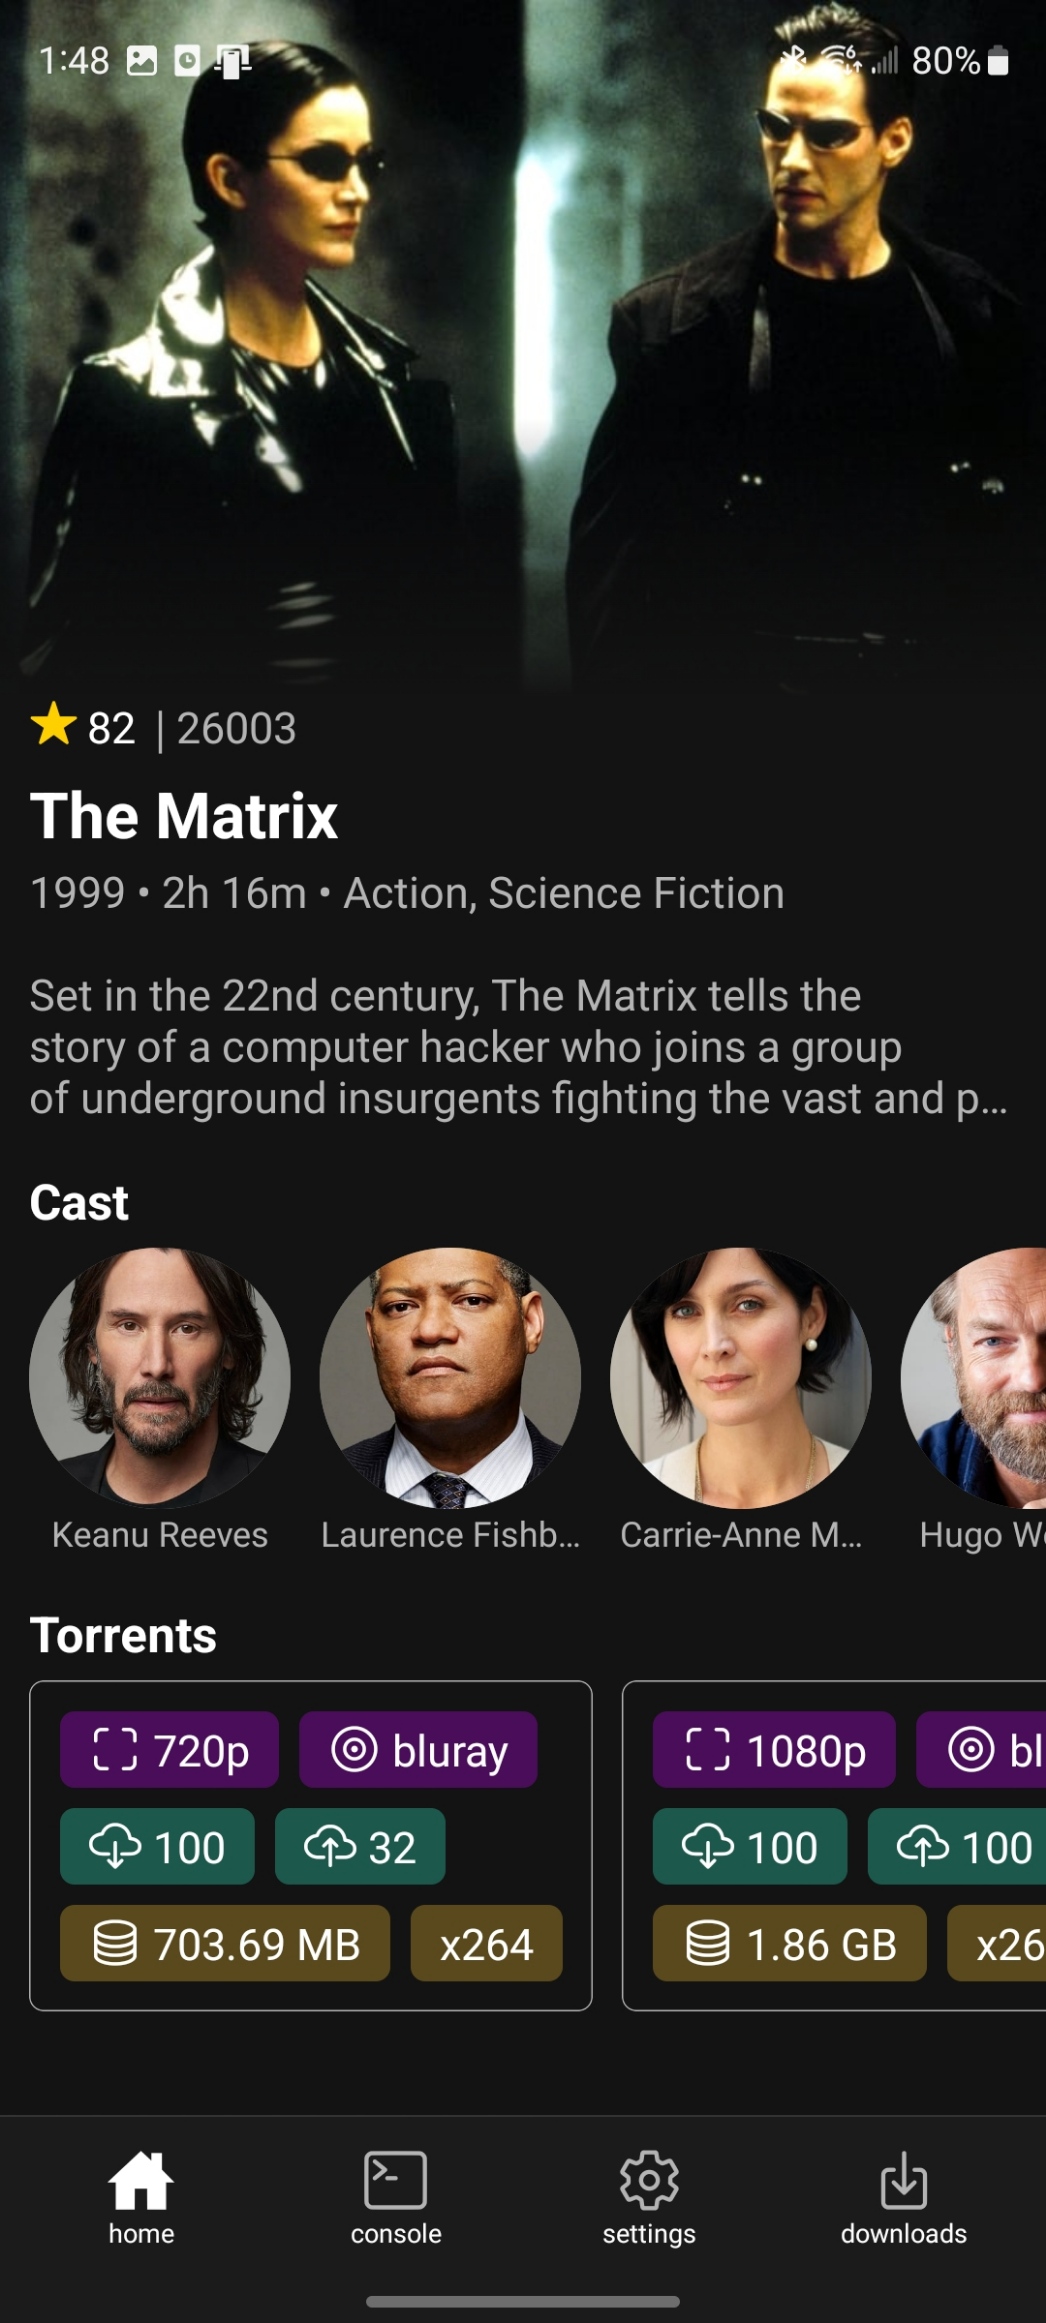 1:48 80%
82 | 26003
The Matrix
1999 • 2h 16m • Action, Science Fiction
Set in the 22nd century, The Matrix tells the
story of a computer hacker who joins a group
of underground insurgents fighting the vast and p...
Cast
Keanu Reeves Laurence Fishb... Carrie-Anne M... Hugo We
Torrents
720p bluray 1080p bl
100 32 100 100
703.69 MB x264 1.86 GB x26
home console settings downloads